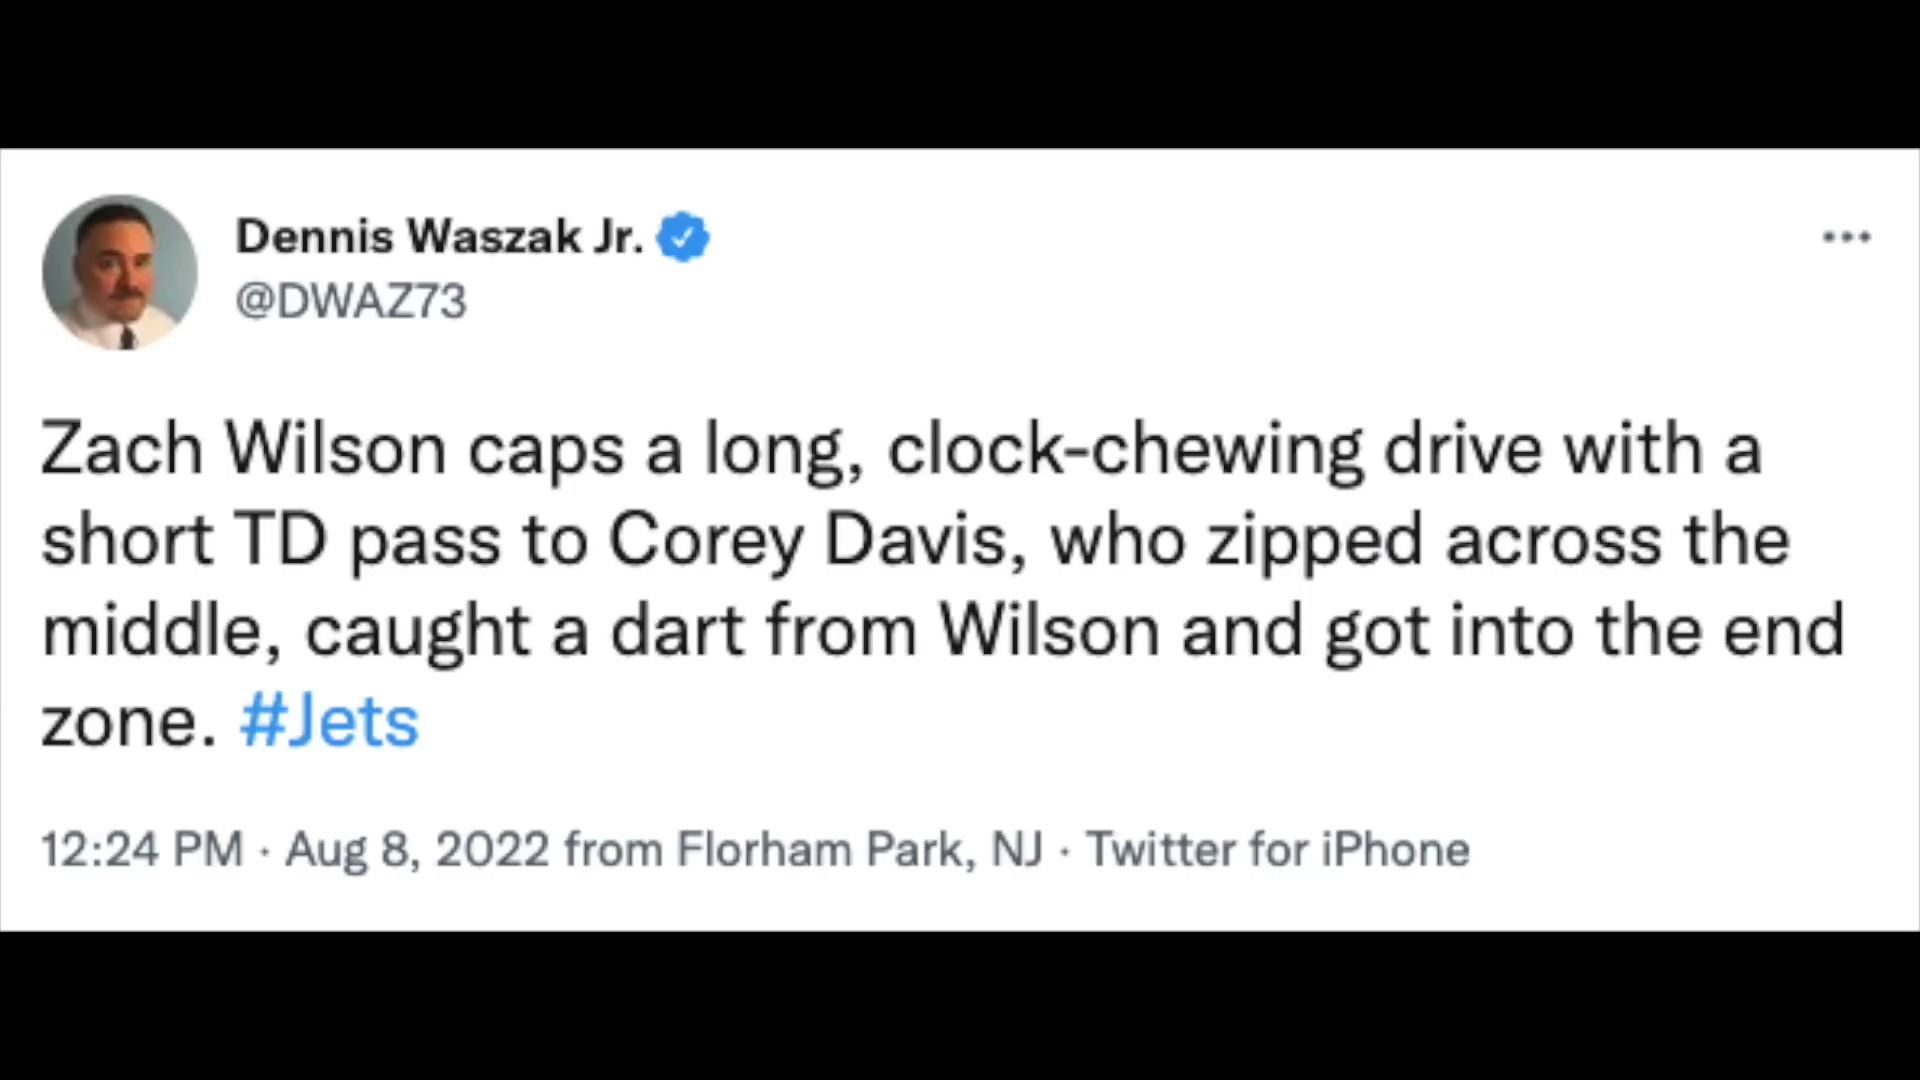 Dennis Waszak Jr.
@DWAZ73
Zach Wilson caps a long, clock-chewing drive with a
short TD pass to Corey Davis, who zipped across the
middle, caught a dart from Wilson and got into the end
zone. #Jets
12:24 PM · Aug 8, 2022 from Florham Park, NJ · Twitter for iPhone